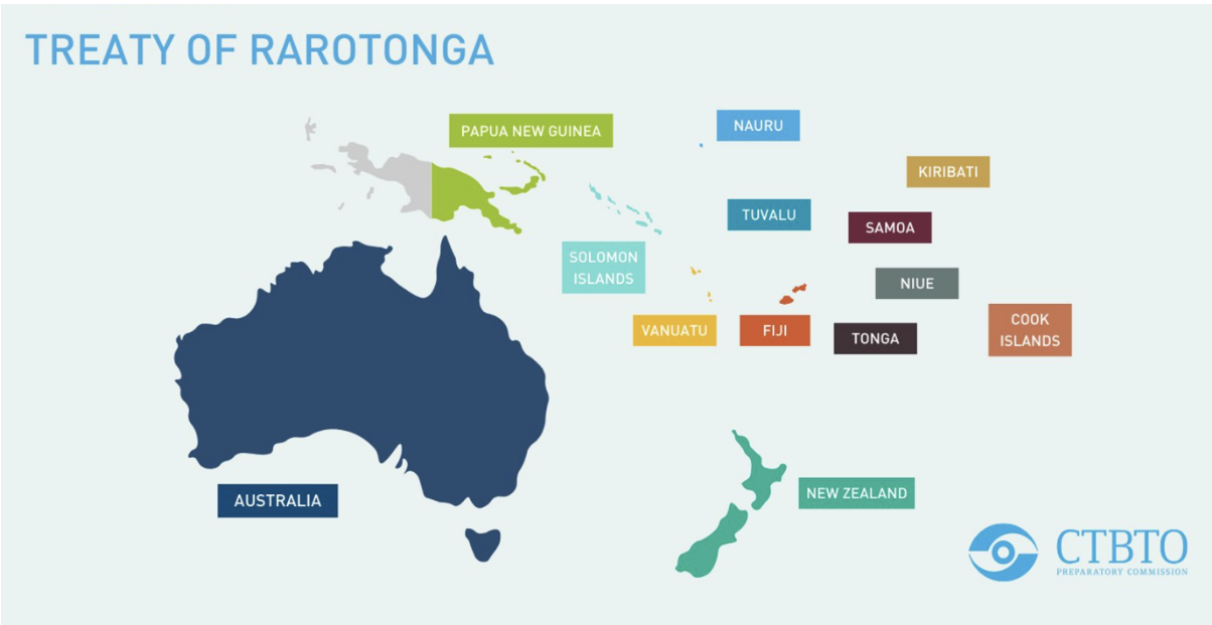 TREATY OF RAROTONGA
PAPUA NEW GUINEA
NAURU
KIRIBATI
TUVALU
SAMOA
SOLOMON
ISLANDS
NIUE
VANUATU
FIJI
TONGA
COOK
ISLANDS
AUSTRALIA
NEW ZEALAND
CTBTO
PREPARATORY COMMISSION